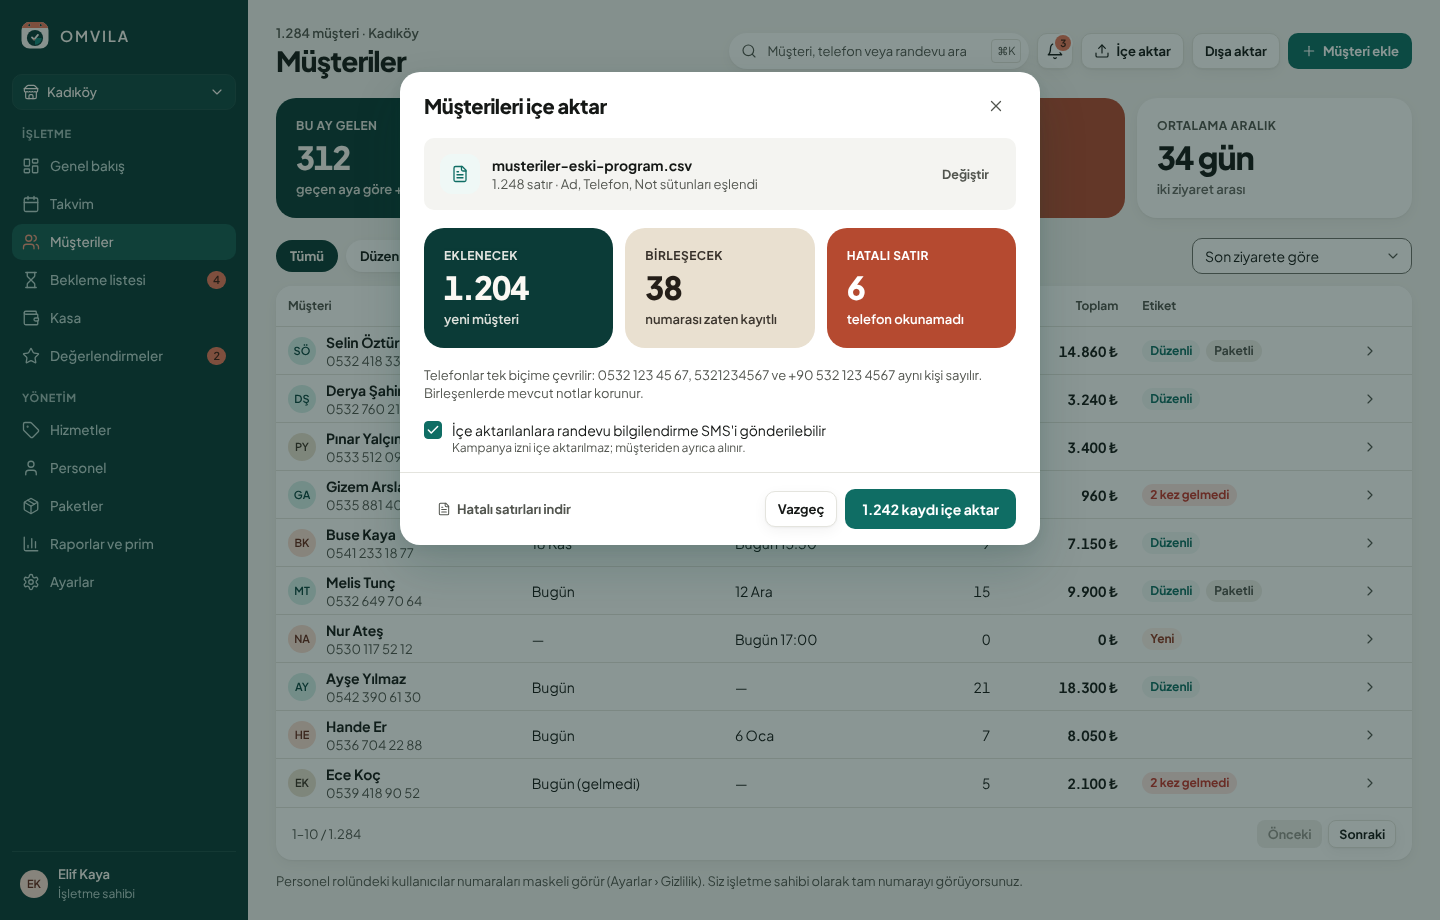 OMVILA
Kadıköy
İŞLETME
Genel bakış
Takvim
Müşteriler
Bekleme listesi 4
Kasa
Değerlendirmeler 2
YÖNETİM
Hizmetler
Personel
Paketler
Raporlar ve prim
Ayarlar
EK
Elif Kaya
İşletme sahibi
1.284 müşteri · Kadıköy
Müşteriler
Müşteri, telefon veya randevu ara ⌘K
3
İçe aktar
Dışa aktar
Müşteri ekle
BU AY GELEN
312
geçen aya göre
ORTALAMA ARALIK
34 gün
iki ziyaret arası
Tümü
Düzen
Son ziyarete göre
Müşterileri içe aktar
musteriler-eski-program.csv
1.248 satır · Ad, Telefon, Not sütunları eşlendi
Değiştir
EKLENECEK
1.204
yeni müşteri
BİRLEŞECEK
38
numarası zaten kayıtlı
HATALI SATIR
6
telefon okunamadı
Telefonlar tek biçime çevrilir: 0532 123 45 67, 5321234567 ve +90 532 123 4567 aynı kişi sayılır.
Birleşenlerde mevcut notlar korunur.
İçe aktarılanlara randevu bilgilendirme SMS'i gönderilebilir
Kampanya izni içe aktarılmaz; müşteriden ayrıca alınır.
Hatalı satırları indir
Vazgeç
1.242 kaydı içe aktar
Müşteri Toplam Etiket
SÖ Selin Öztür 14.860 ₺ Düzenli Paketli
0532 418 33
DŞ Derya Şahi 3.240 ₺ Düzenli
0532 760 21
PY Pınar Yalçı 3.400 ₺
0533 512 09
GA Gizem Arsl 960 ₺ 2 kez gelmedi
0535 881 40
BK Buse Kaya 7.150 ₺ Düzenli
0541 233 18 77
MT Melis Tunç Bugün 12 Ara 15 9.900 ₺ Düzenli Paketli
0532 649 70 64
NA Nur Ateş — Bugün 17:00 0 0 ₺ Yeni
0530 117 52 12
AY Ayşe Yılmaz Bugün — 21 18.300 ₺ Düzenli
0542 390 61 30
HE Hande Er Bugün 6 Oca 7 8.050 ₺
0536 704 22 88
EK Ece Koç Bugün (gelmedi) — 5 2.100 ₺ 2 kez gelmedi
0539 418 90 52
1–10 / 1.284
Önceki
Sonraki
Personel rolündeki kullanıcılar numaraları maskeli görür (Ayarlar › Gizlilik). Siz işletme sahibi olarak tam numarayı görüyorsunuz.